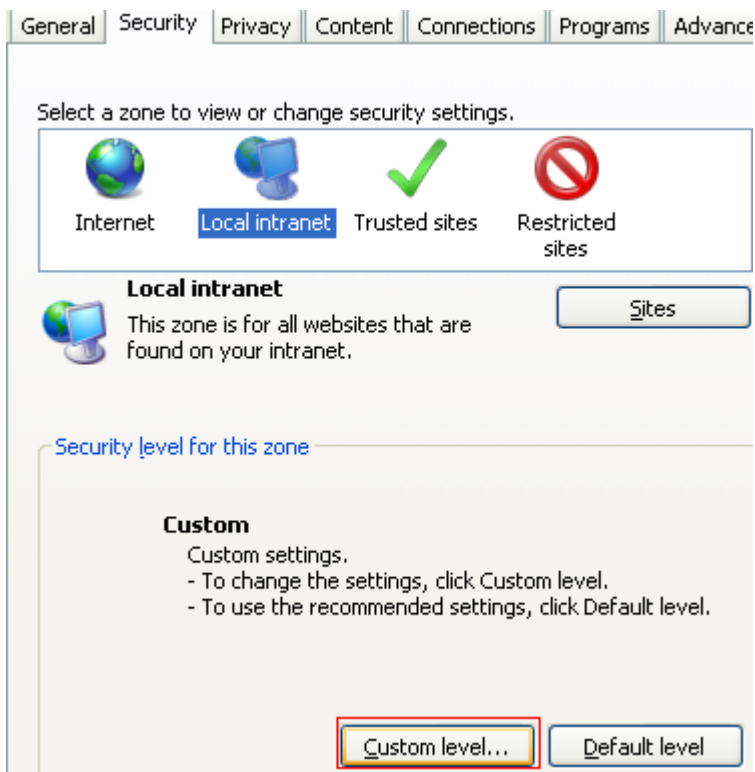 General Security Privacy Content Connections Programs Advance
Select a zone to view or change security settings.
Internet Local intranet Trusted sites Restricted sites
Local intranet
This zone is for all websites that are
found on your intranet.
Sites
Security level for this zone
Custom
Custom settings.
- To change the settings, click Custom level.
- To use the recommended settings, click Default level.
Custom level... Default level